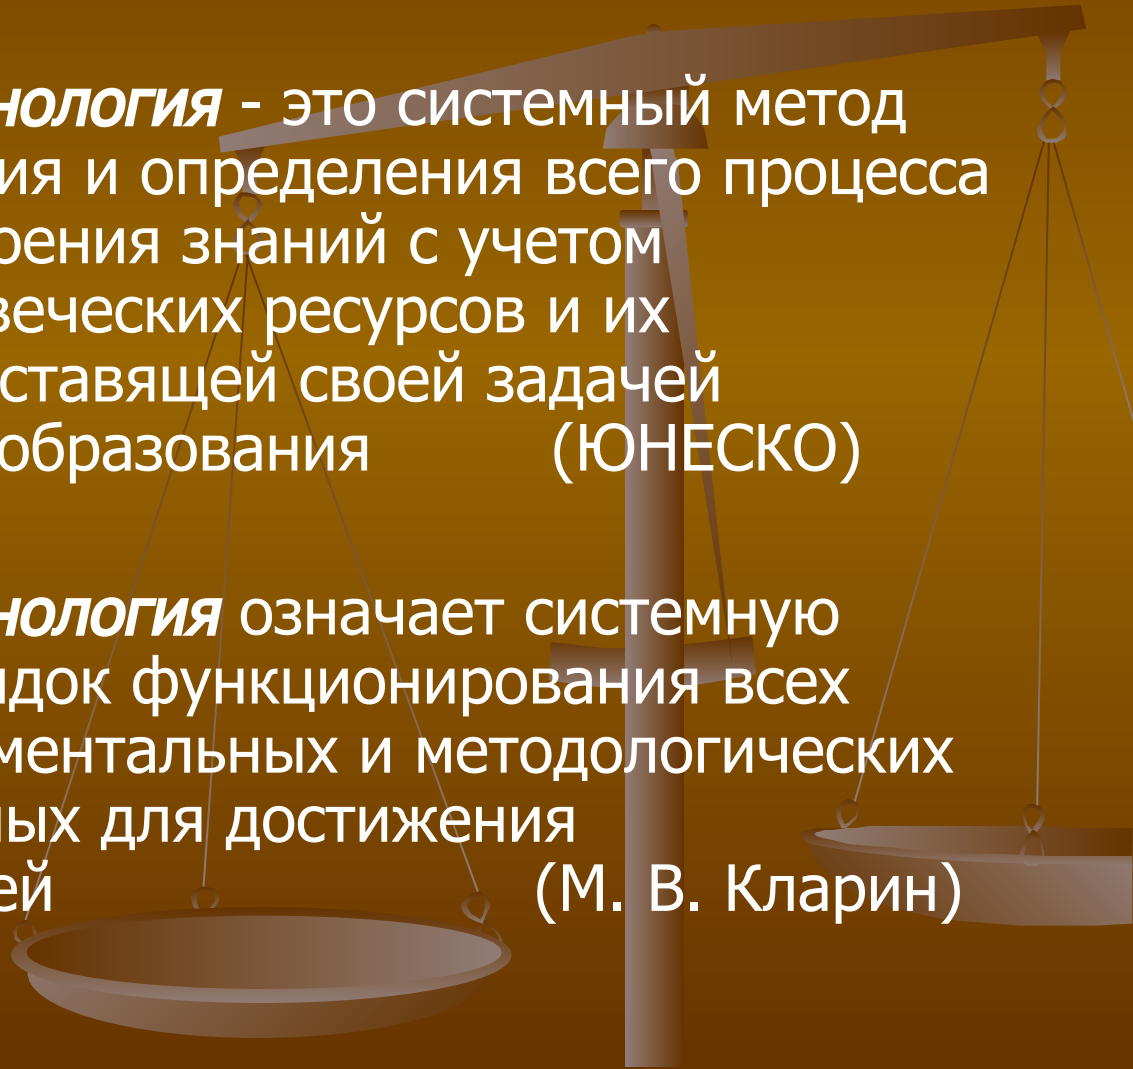 нология - это системный метод
ия и определения всего процесса
рения знаний с учетом
веческих ресурсов и их
ставящей своей задачей
образования (ЮНЕСКО)
нология означает системную
ядок функционирования всех
ментальных и методологических
ных для достижения
ей (М. В. Кларин)